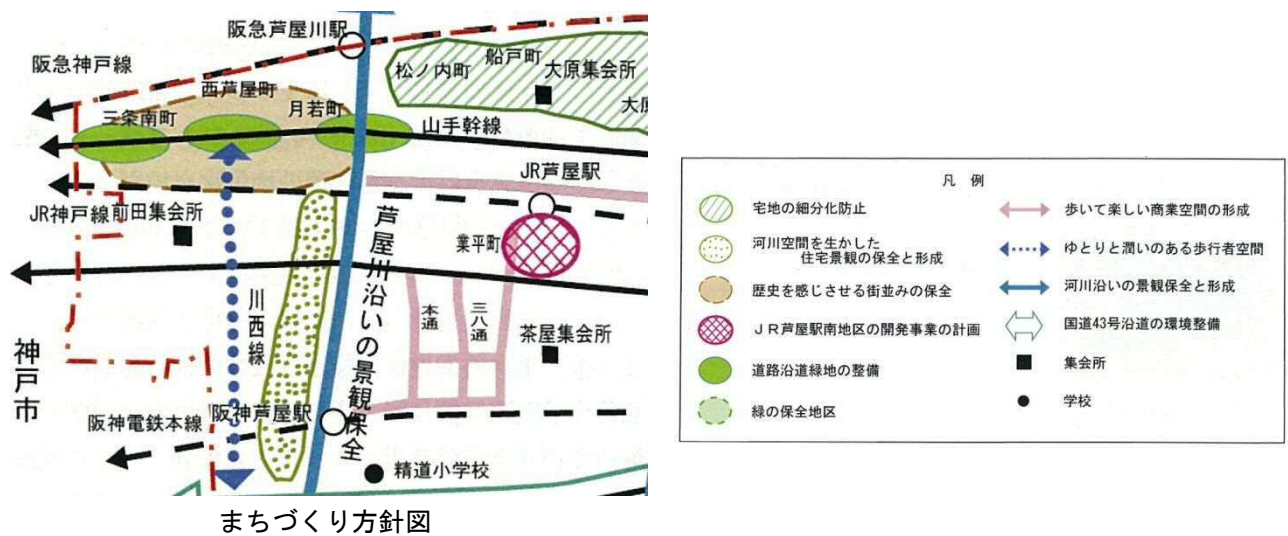 阪急芦屋川駅
阪急神戸線
船戸町
松ノ内町
大原集会所
西芦屋町
月若町
三条南町
山手幹線
JR芦屋駅
JR神戸線
前田集会所
業平町
芦屋川沿いの景観保全
川西線
本通
三八通
茶屋集会所
神戸市
阪神芦屋駅
阪神電鉄本線
精道小学校
まちづくり方針図
凡 例
宅地の細分化防止
河川空間を生かした
住宅景観の保全と形成
歴史を感じさせる街並みの保全
JR芦屋駅南地区の開発事業の計画
道路沿道緑地の整備
緑の保全地区
歩いて楽しい商業空間の形成
ゆとりと潤いのある歩行者空間
河川沿いの景観保全と形成
国道43号沿道の環境整備
集会所
学校